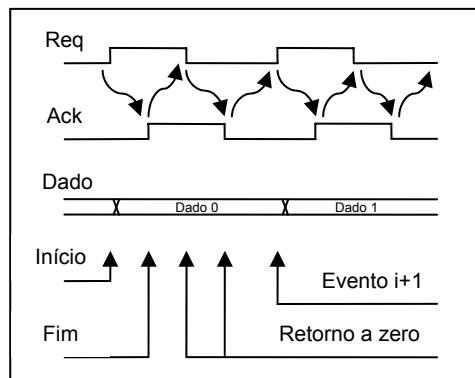 Req
Ack
Dado
Dado 0 Dado 1
Início
Evento i+1
Fim
Retorno a zero